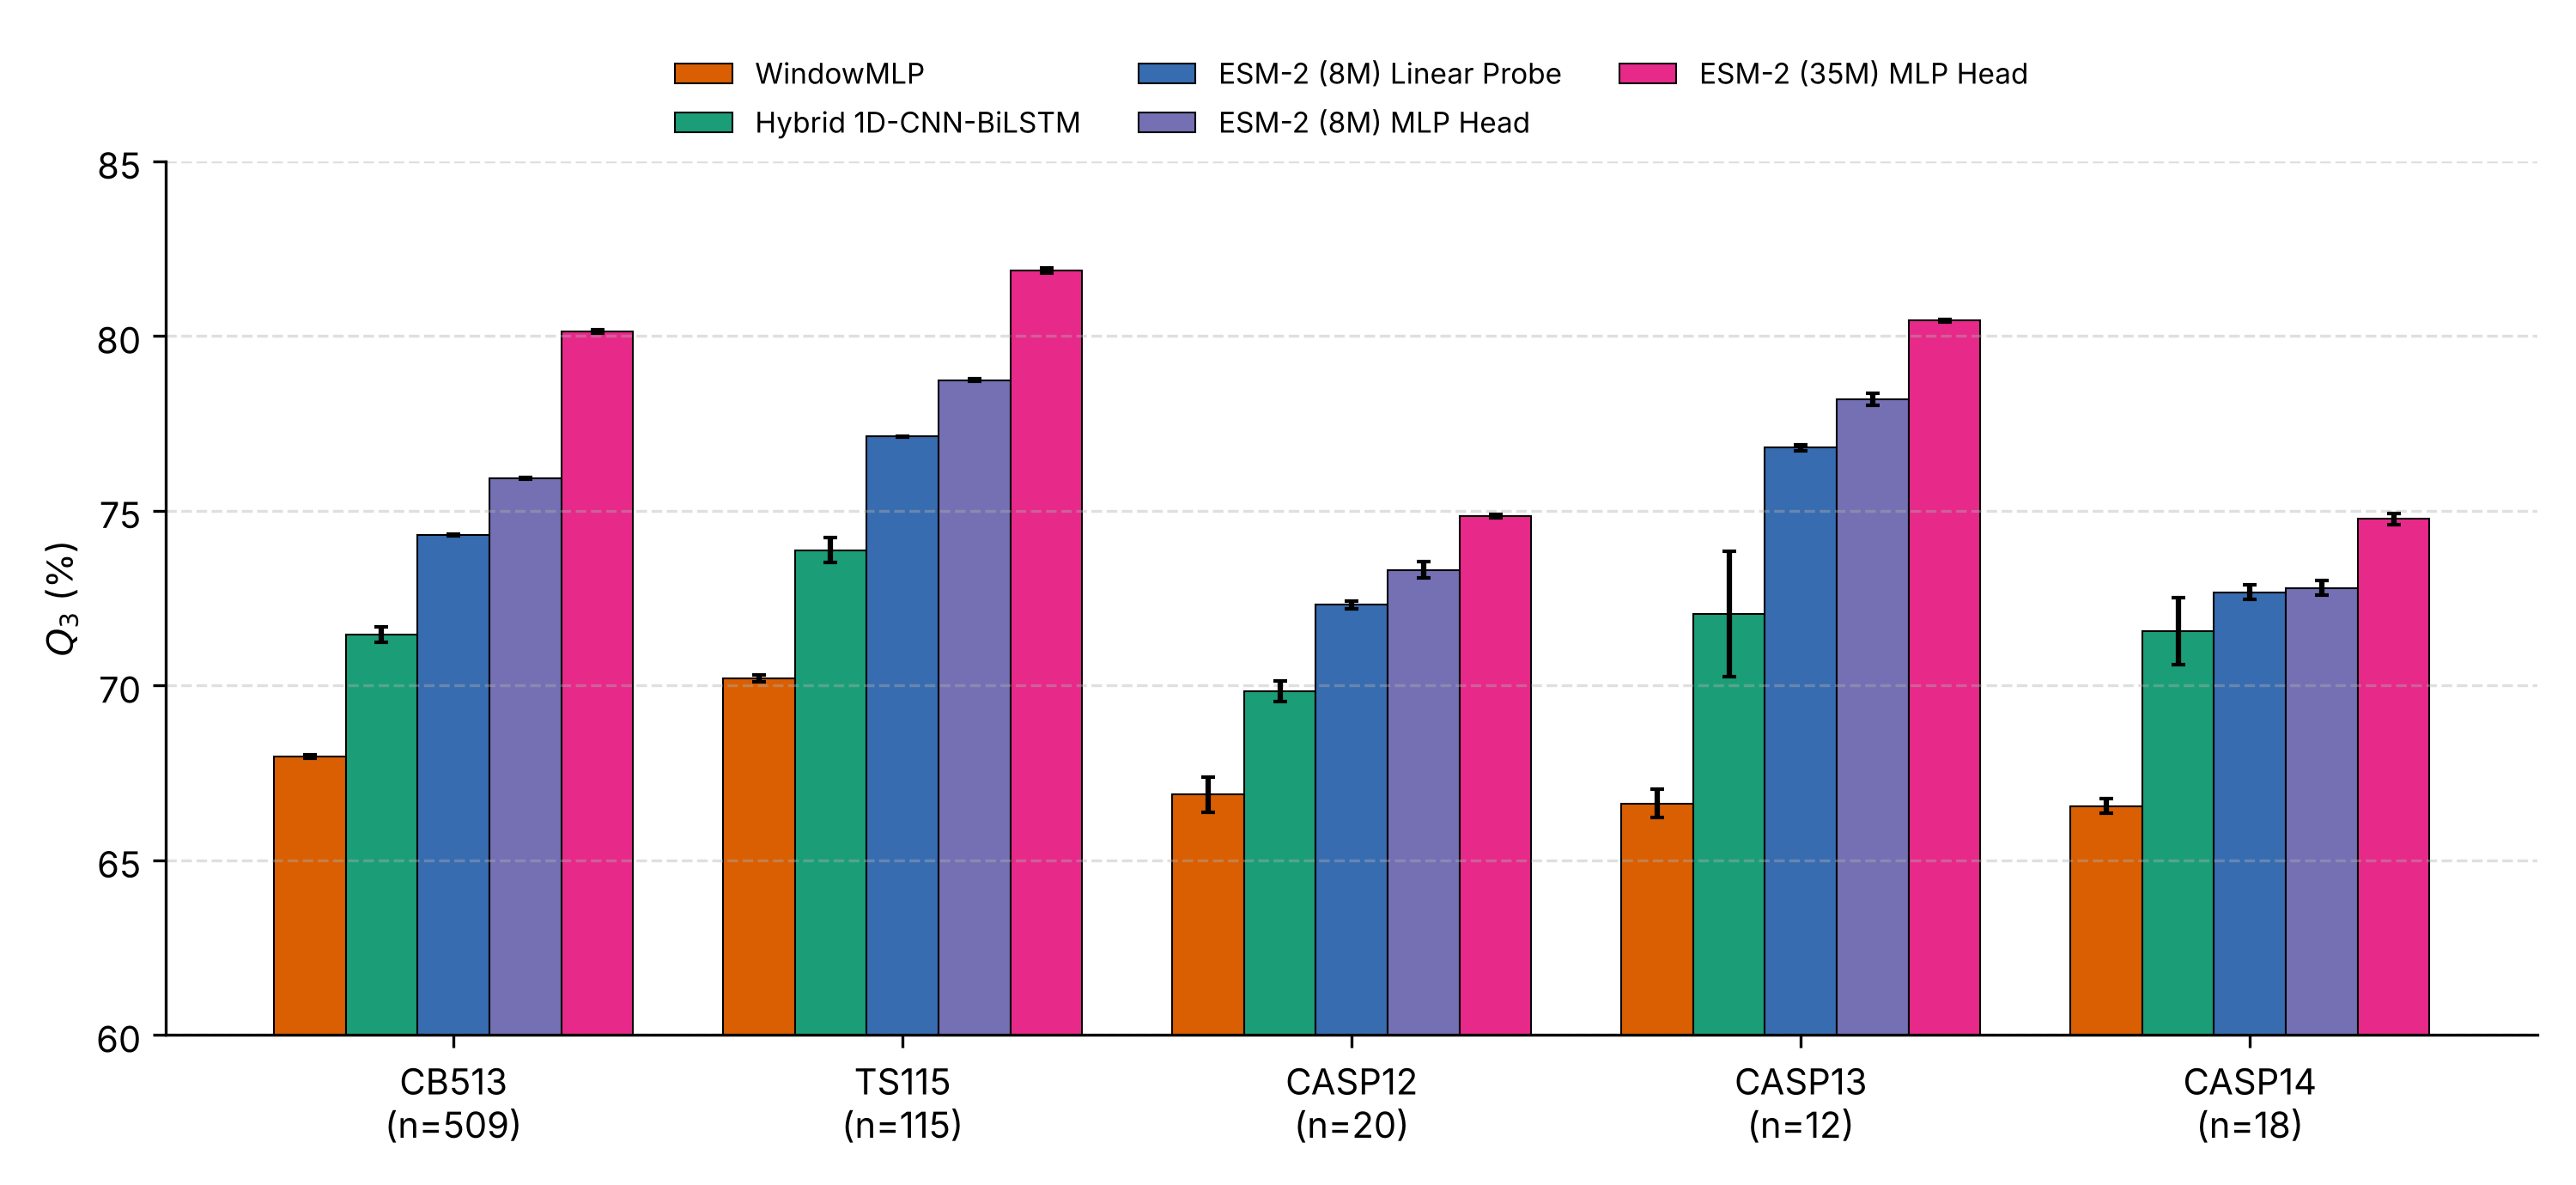 WindowMLP
Hybrid 1D-CNN-BiLSTM
ESM-2 (8M) Linear Probe
ESM-2 (8M) MLP Head
ESM-2 (35M) MLP Head
Q₃ (%)
85
80
75
70
65
60
CB513
(n=509)
TS115
(n=115)
CASP12
(n=20)
CASP13
(n=12)
CASP14
(n=18)